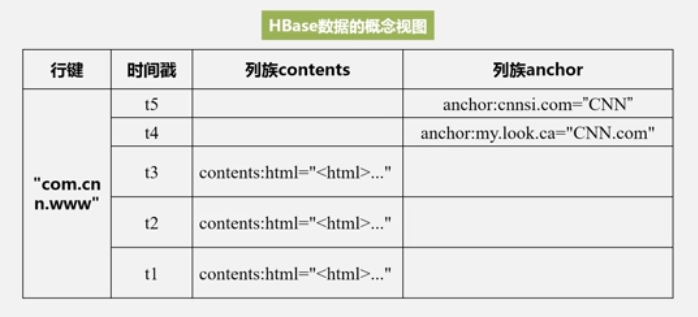 HBase数据的概念视图
行键 时间戳 列族contents 列族anchor
t5 anchor:cnnsi.com="CNN"
t4 anchor:my.look.ca="CNN.com"
"com.cn
n.www"
t3 contents:html="<html>..."
t2 contents:html="<html>..."
t1 contents:html="<html>..."